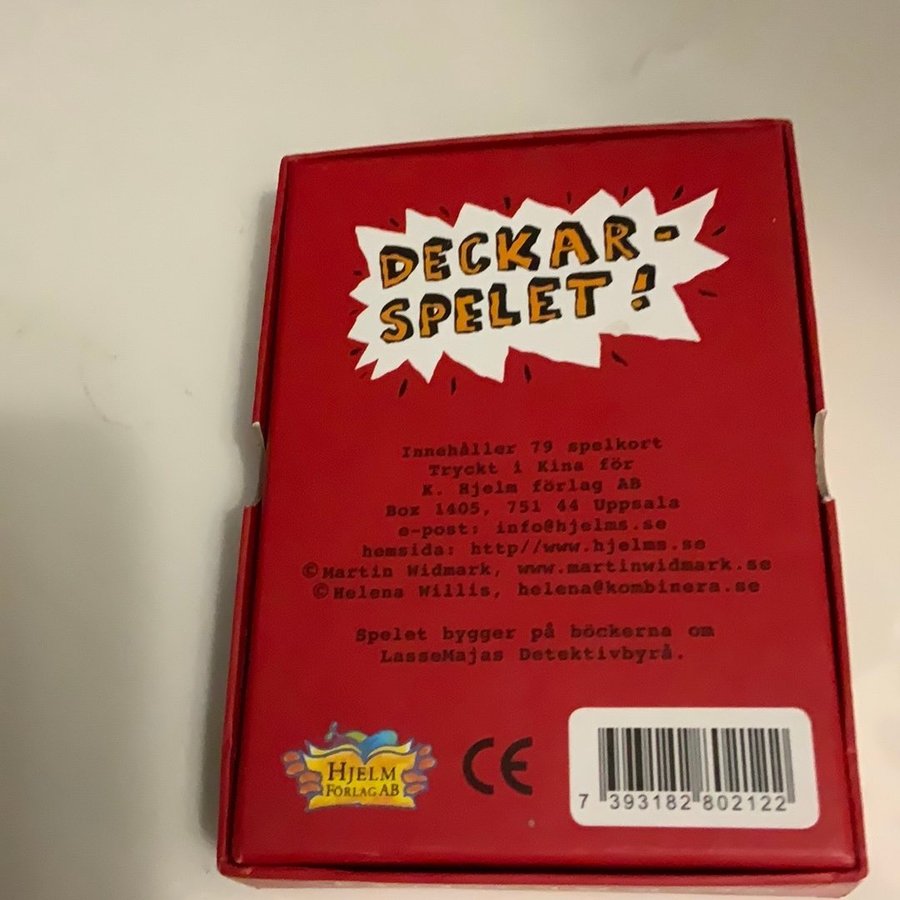 DECKAR-
SPELET!
Innehåller 79 spelkort
Tryckt i Kina för
K. Hjelm förlag AB
Box 1405, 751 44 Uppsala
e-post: info@hjelms.se
hemsida: http//www.hjelms.se
©Martin Widmark, www.martinwidmark.se
©Helena Willis, helena@kombinera.se
Spelet bygger på böckerna om
LasseMajas Detektivbyrå.
HJELM
FÖRLAG AB
CE
7 393182 802122